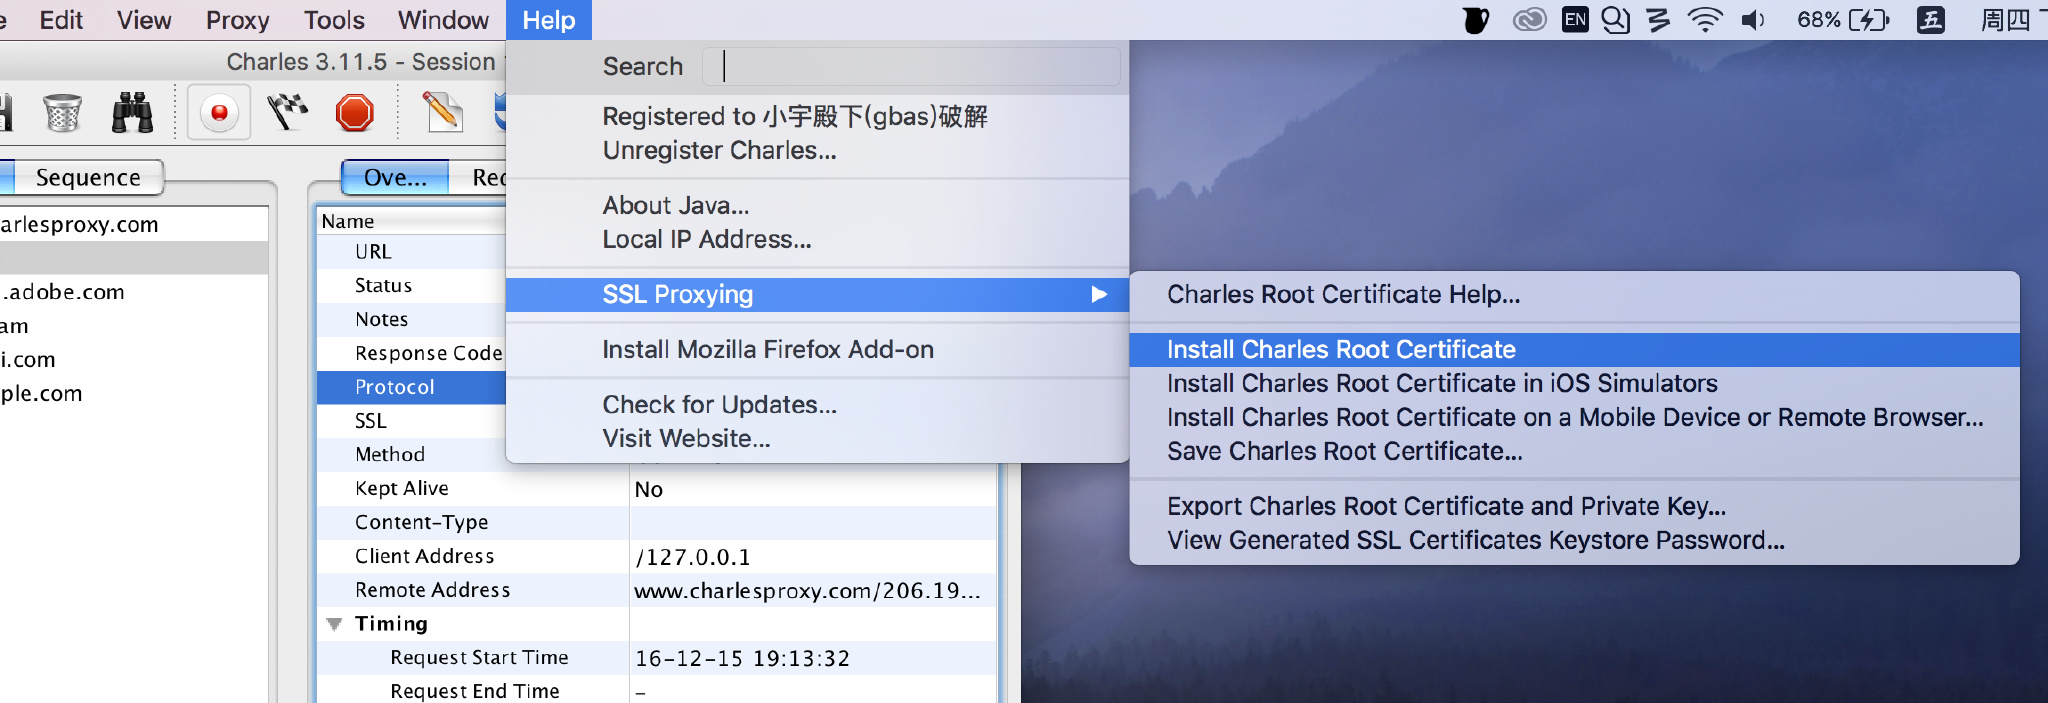 Edit View Proxy Tools Window Help EN 68% 五 周四
Charles 3.11.5 - Session
Search
Registered to 小宇殿下(gbas)破解
Unregister Charles...
About Java...
Local IP Address...
SSL Proxying
Install Mozilla Firefox Add-on
Check for Updates...
Visit Website...
Charles Root Certificate Help...
Install Charles Root Certificate
Install Charles Root Certificate in iOS Simulators
Install Charles Root Certificate on a Mobile Device or Remote Browser...
Save Charles Root Certificate...
Export Charles Root Certificate and Private Key...
View Generated SSL Certificates Keystore Password...
Sequence
arlesproxy.com
.adobe.com
am
i.com
ple.com
Ove... Rec
Name
URL
Status
Notes
Response Code
Protocol
SSL
Method
Kept Alive No
Content-Type
Client Address /127.0.0.1
Remote Address www.charlesproxy.com/206.19...
Timing
Request Start Time 16-12-15 19:13:32
Request End Time –